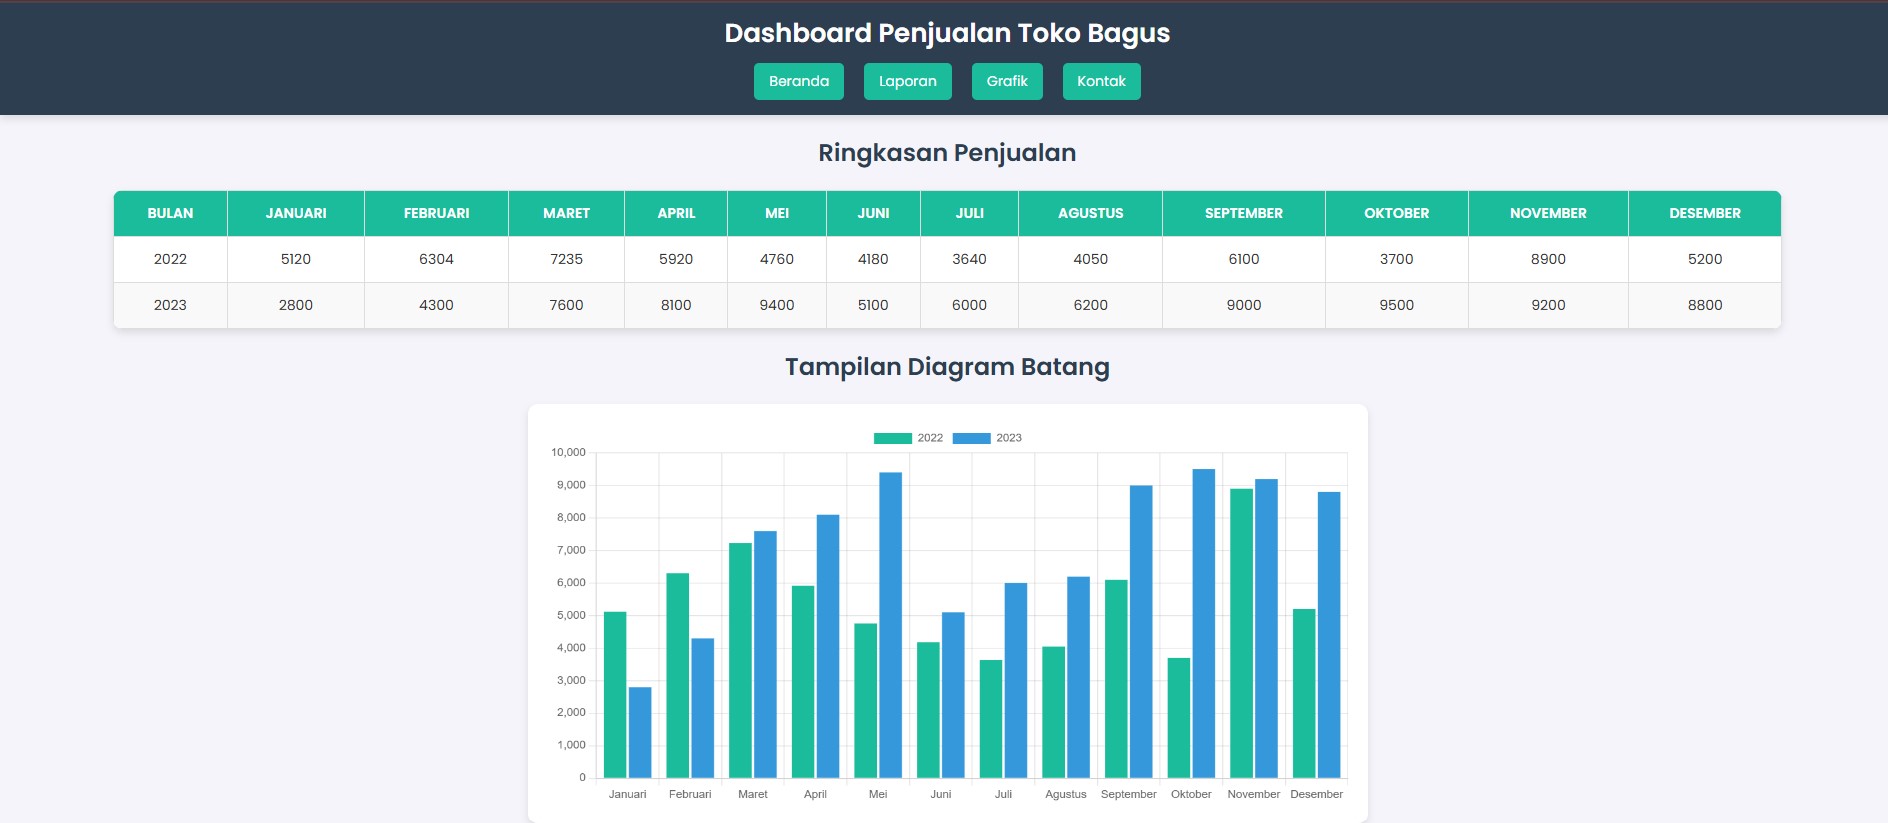 Dashboard Penjualan Toko Bagus
Beranda Laporan Grafik Kontak
Ringkasan Penjualan
BULAN JANUARI FEBRUARI MARET APRIL MEI JUNI JULI AGUSTUS SEPTEMBER OKTOBER NOVEMBER DESEMBER
2022 5120 6304 7235 5920 4760 4180 3640 4050 6100 3700 8900 5200
2023 2800 4300 7600 8100 9400 5100 6000 6200 9000 9500 9200 8800
Tampilan Diagram Batang
2022 2023
10,000
9,000
8,000
7,000
6,000
5,000
4,000
3,000
2,000
1,000
0
Januari Februari Maret April Mei Juni Juli Agustus September Oktober November Desember